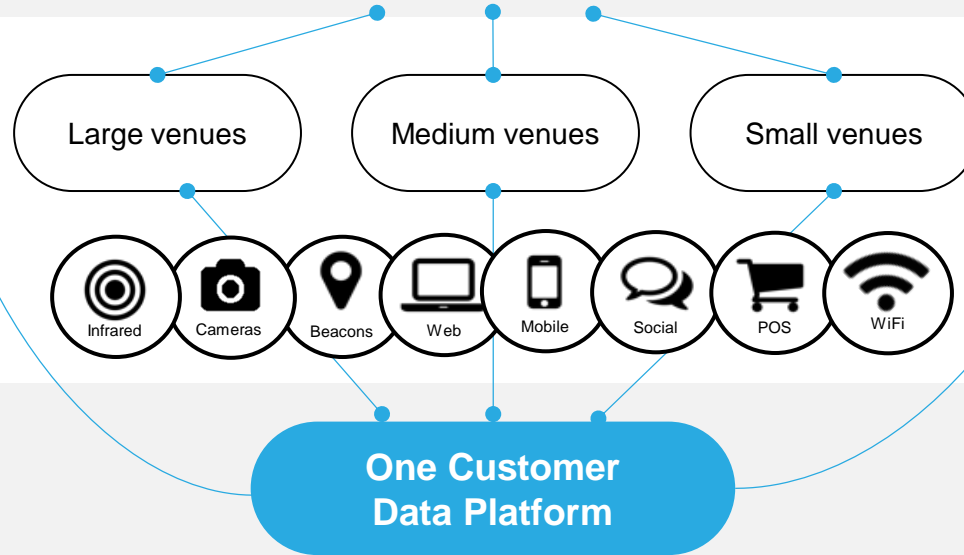 Large venues
Medium venues
Small venues
Infrared
Cameras
Beacons
Web
Mobile
Social
POS
WiFi
One Customer
Data Platform